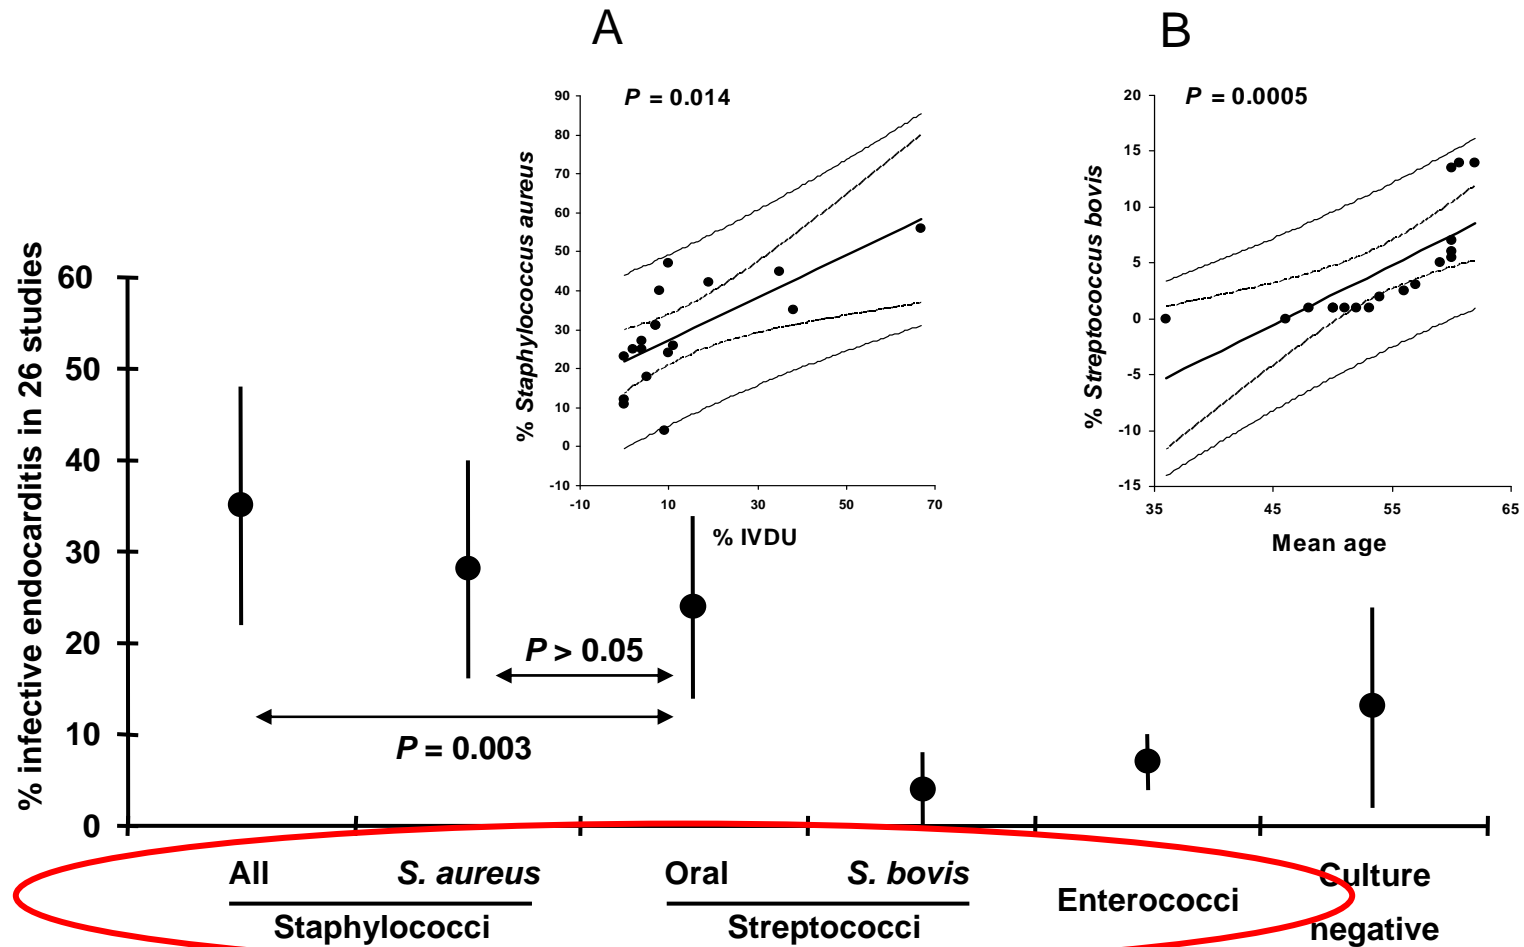 A
B
P = 0.014
90
80
70
60
50
40
30
20
10
0
-10
-10
10
30
50
70
% Staphylococcus aureus
% IVDU
P = 0.0005
20
15
10
5
0
-5
-10
-15
35
45
55
65
% Streptococcus bovis
Mean age
% infective endocarditis in 26 studies
60
50
40
30
20
10
0
P > 0.05
P = 0.003
All
S. aureus
Oral
S. bovis
Staphylococci
Streptococci
Enterococci
Culture
negative